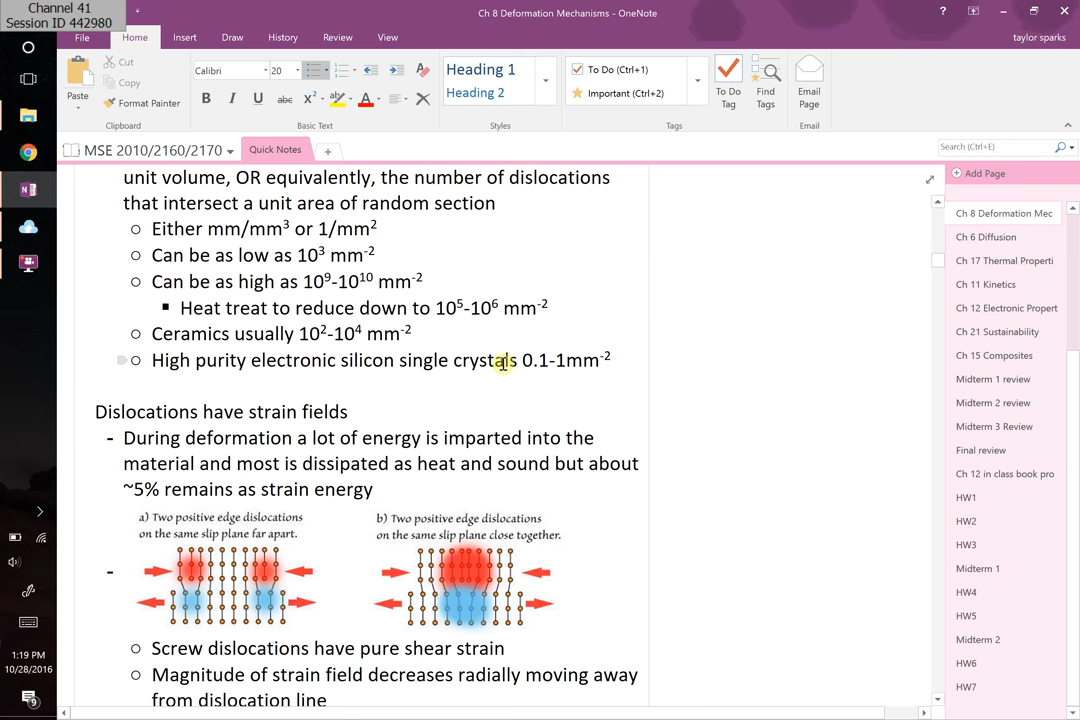 Channel 41
Session ID 442980
Ch 8 Deformation Mechanisms - OneNote
?
File Home Insert Draw History Review View
taylor sparks
Paste
Cut
Copy
Format Painter
Clipboard
Calibri 20
B I U abc X² ab A
Basic Text
Heading 1
Heading 2
Styles
To Do (Ctrl+1)
Important (Ctrl+2)
To Do Tag
Find Tags
Tags
Email Page
Email
MSE 2010/2160/2170
Quick Notes
+
Search (Ctrl+E)
Add Page
unit volume, OR equivalently, the number of dislocations
that intersect a unit area of random section
Either mm/mm³ or 1/mm²
Can be as low as 10³ mm⁻²
Can be as high as 10⁹-10¹⁰ mm⁻²
Heat treat to reduce down to 10⁵-10⁶ mm⁻²
Ceramics usually 10²-10⁴ mm⁻²
High purity electronic silicon single crystals 0.1-1mm⁻²
Dislocations have strain fields
- During deformation a lot of energy is imparted into the
material and most is dissipated as heat and sound but about
~5% remains as strain energy
a) Two positive edge dislocations
on the same slip plane far apart.
b) Two positive edge dislocations
on the same slip plane close together.
-
Screw dislocations have pure shear strain
Magnitude of strain field decreases radially moving away
from dislocation line
Ch 8 Deformation Mec
Ch 6 Diffusion
Ch 17 Thermal Properti
Ch 11 Kinetics
Ch 12 Electronic Propert
Ch 21 Sustainability
Ch 15 Composites
Midterm 1 review
Midterm 2 review
Midterm 3 Review
Final review
Ch 12 in class book pro
HW1
HW2
HW3
Midterm 1
HW4
HW5
Midterm 2
HW6
HW7
1:19 PM
10/28/2016
9